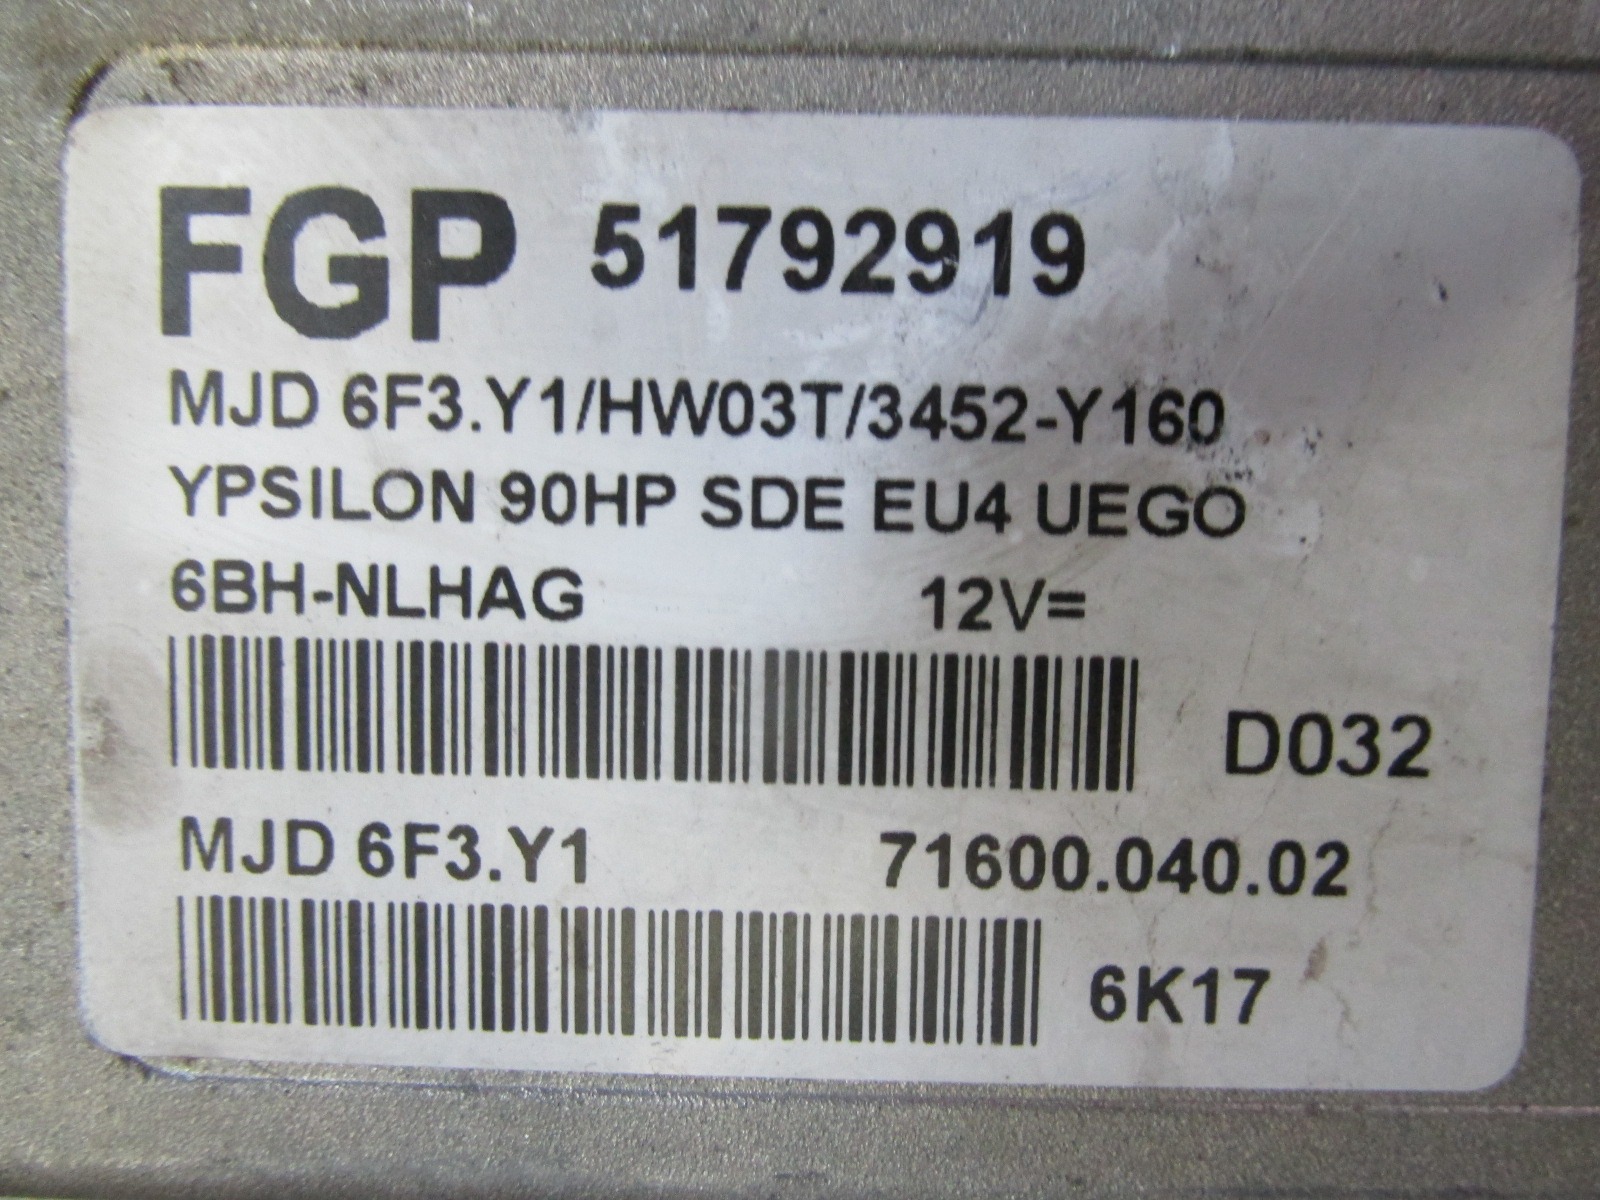 FGP 51792919
MJD 6F3.Y1/HW03T/3452-Y160
YPSILON 90HP SDE EU4 UEGO
6BH-NLHAG 12V=
D032
MJD 6F3.Y1 71600.040.02
6K17